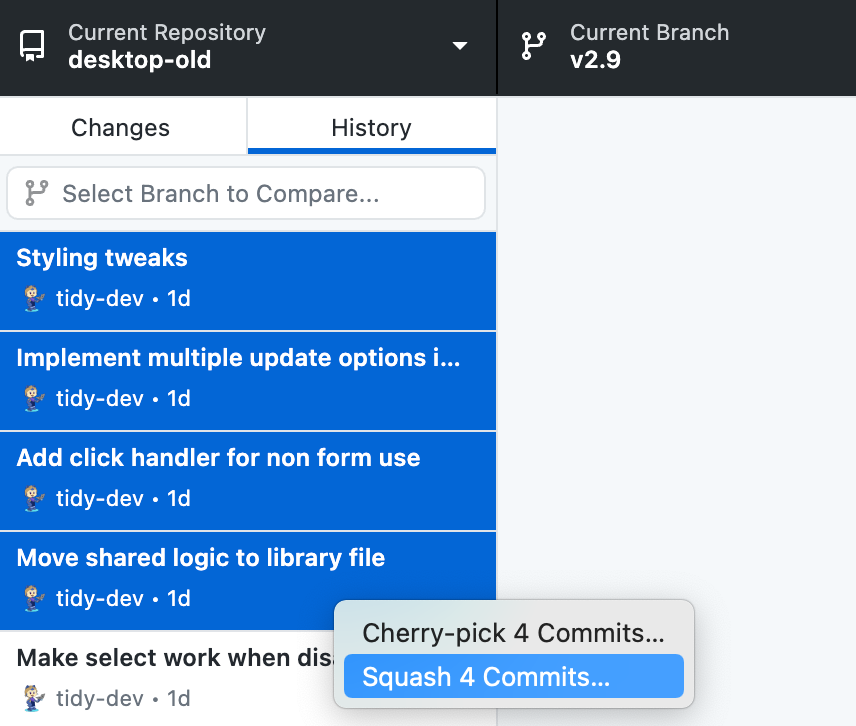 Current Repository
desktop-old
Current Branch
v2.9
Changes
History
Select Branch to Compare...
Styling tweaks
tidy-dev • 1d
Implement multiple update options i...
tidy-dev • 1d
Add click handler for non form use
tidy-dev • 1d
Move shared logic to library file
tidy-dev • 1d
Make select work when
tidy-dev • 1d
Cherry-pick 4 Commits...
Squash 4 Commits...